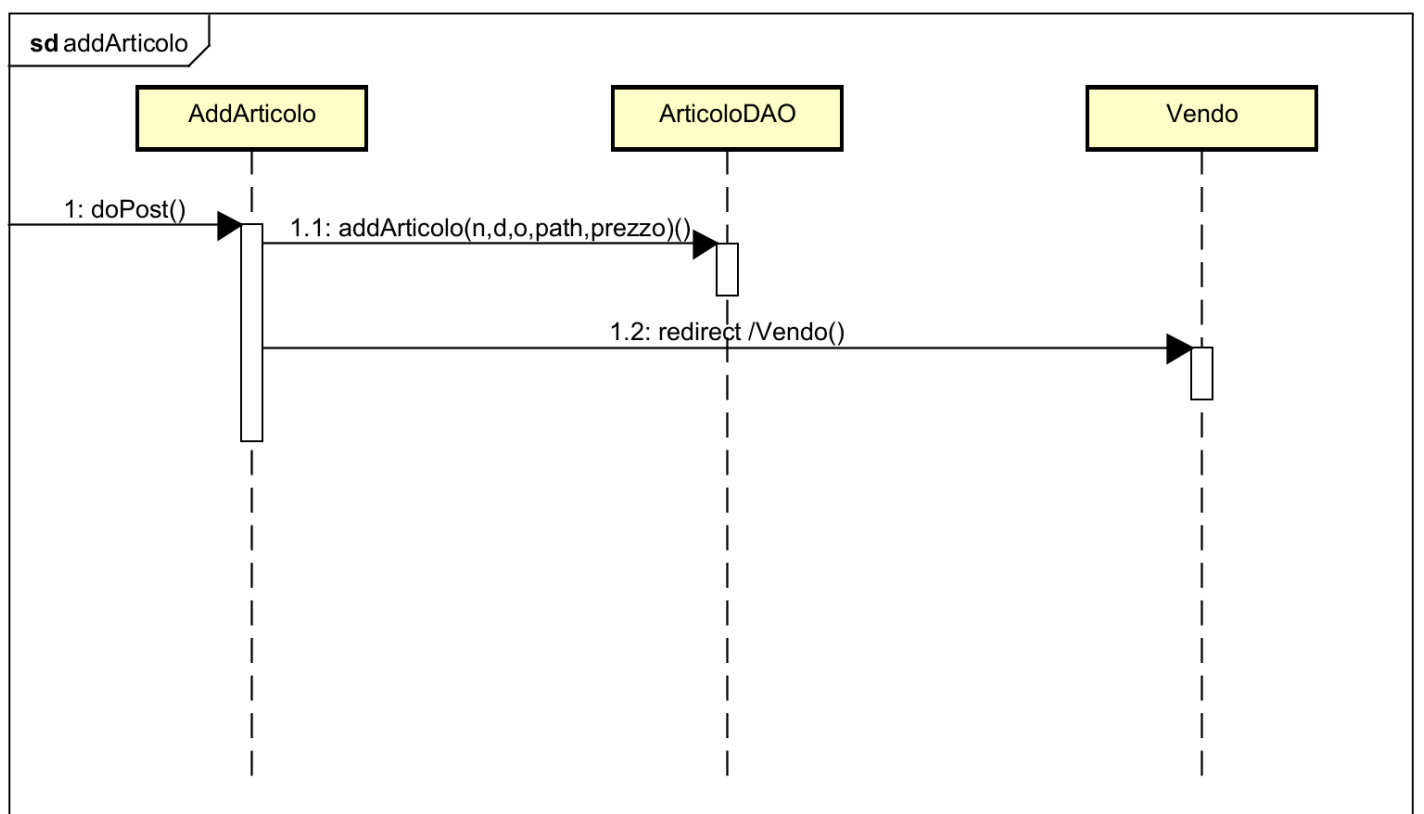 sd addArticolo
AddArticolo
ArticoloDAO
Vendo
1: doPost()
1.1: addArticolo(n,d,o,path,prezzo)()
1.2: redirect /Vendo()